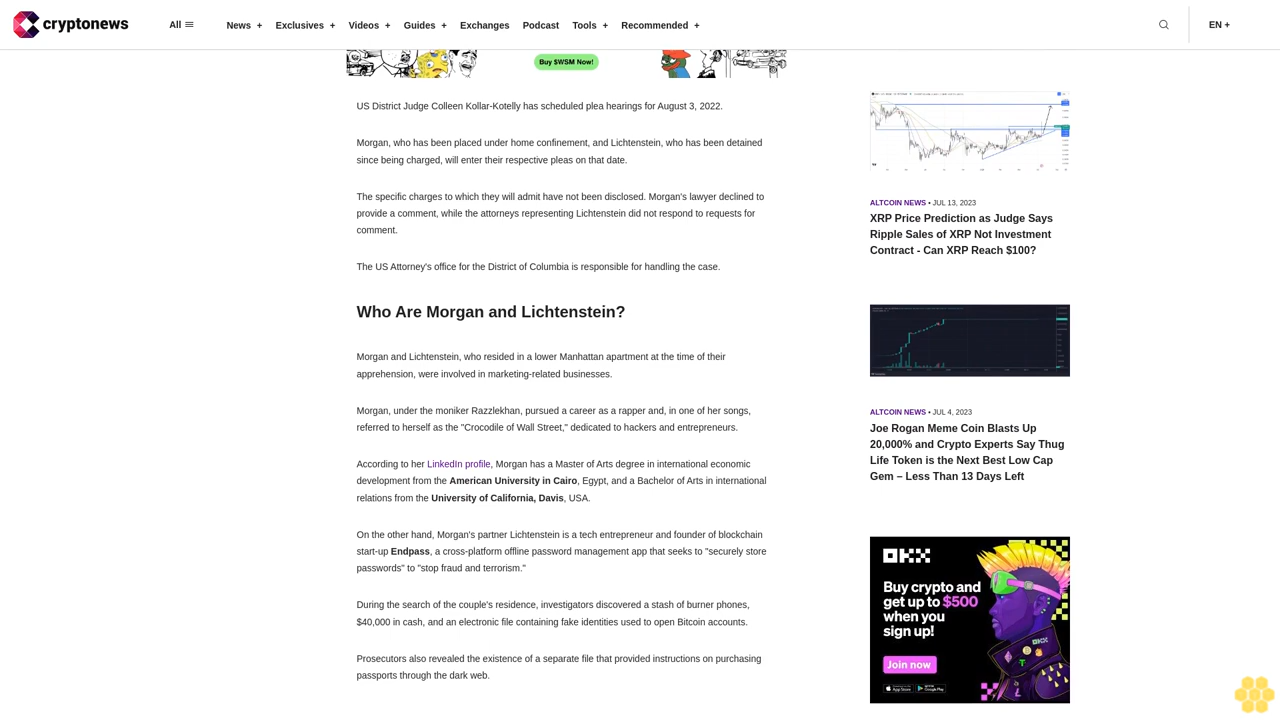 cryptonews
All
News +
Exclusives +
Videos +
Guides +
Exchanges
Podcast
Tools +
Recommended +
EN +
Buy $WSM Now!
US District Judge Colleen Kollar-Kotelly has scheduled plea hearings for August 3, 2022.
Morgan, who has been placed under home confinement, and Lichtenstein, who has been detained
since being charged, will enter their respective pleas on that date.
The specific charges to which they will admit have not been disclosed. Morgan's lawyer declined to
provide a comment, while the attorneys representing Lichtenstein did not respond to requests for
comment.
The US Attorney's office for the District of Columbia is responsible for handling the case.
Who Are Morgan and Lichtenstein?
Morgan and Lichtenstein, who resided in a lower Manhattan apartment at the time of their
apprehension, were involved in marketing-related businesses.
Morgan, under the moniker Razzlekhan, pursued a career as a rapper and, in one of her songs,
referred to herself as the "Crocodile of Wall Street," dedicated to hackers and entrepreneurs.
According to her LinkedIn profile, Morgan has a Master of Arts degree in international economic
development from the American University in Cairo, Egypt, and a Bachelor of Arts in international
relations from the University of California, Davis, USA.
On the other hand, Morgan's partner Lichtenstein is a tech entrepreneur and founder of blockchain
start-up Endpass, a cross-platform offline password management app that seeks to "securely store
passwords" to "stop fraud and terrorism."
During the search of the couple's residence, investigators discovered a stash of burner phones,
$40,000 in cash, and an electronic file containing fake identities used to open Bitcoin accounts.
Prosecutors also revealed the existence of a separate file that provided instructions on purchasing
passports through the dark web.
ALTCOIN NEWS • JUL 13, 2023
XRP Price Prediction as Judge Says
Ripple Sales of XRP Not Investment
Contract - Can XRP Reach $100?
ALTCOIN NEWS • JUL 4, 2023
Joe Rogan Meme Coin Blasts Up
20,000% and Crypto Experts Say Thug
Life Token is the Next Best Low Cap
Gem – Less Than 13 Days Left
OKX
Buy crypto and
get up to $500
when you
sign up!
Join now
App Store
Google Play